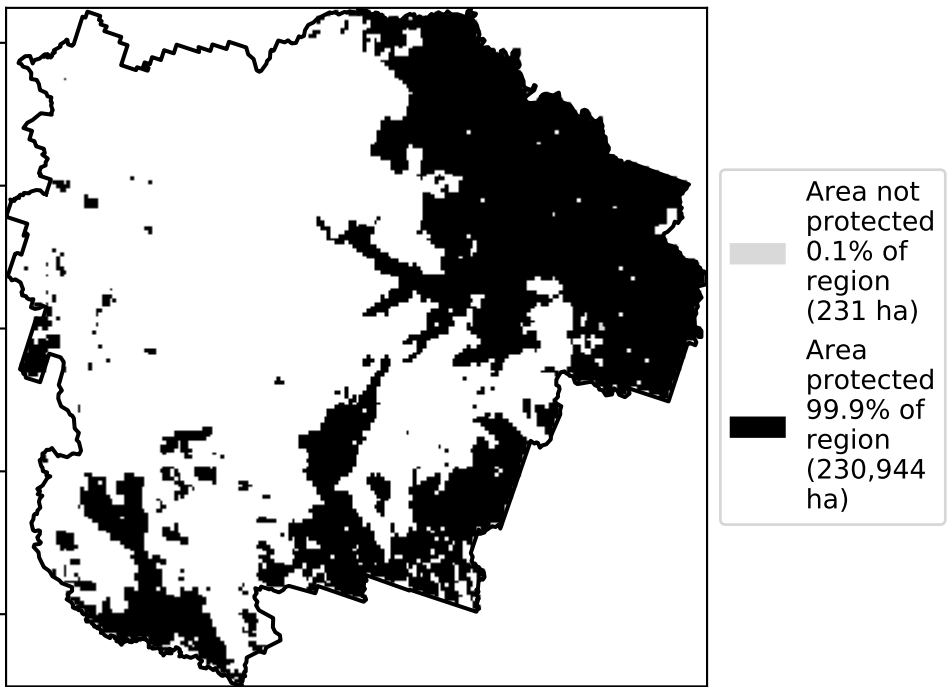 Area not
protected
0.1% of
region
(231 ha)
Area
protected
99.9% of
region
(230,944
ha)